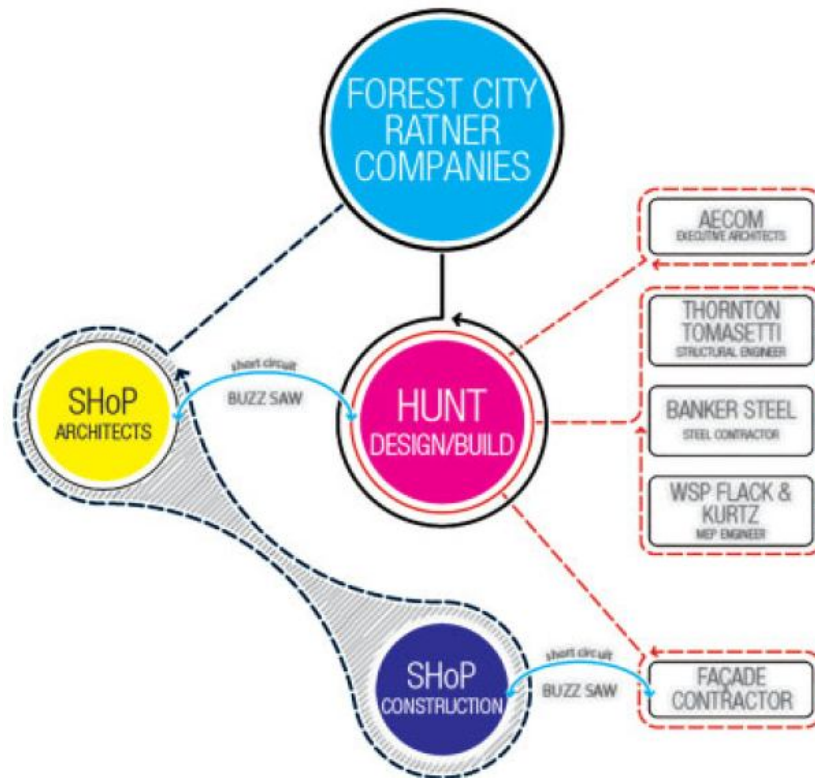 FOREST CITY
RATNER
COMPANIES
AECOM
EXECUTIVE ARCHITECTS
THORNTON
TOMASETTI
STRUCTURAL ENGINEER
short circuit
BUZZ SAW
SHoP
ARCHITECTS
HUNT
DESIGN/BUILD
BANKER STEEL
STEEL CONTRACTOR
WSP FLACK &
KURTZ
MEP ENGINEER
SHoP
CONSTRUCTION
short circuit
BUZZ SAW
FAÇADE
CONTRACTOR